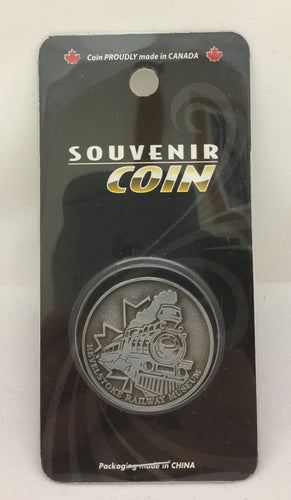 Coin PROUDLY made in CANADA
SOUVENIR
COIN
REVELSTOKE RAILWAY MUSEUM
Packaging made in CHINA